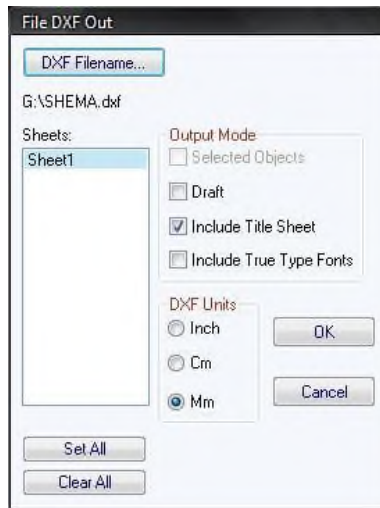 File DXF Out
DXF Filename...
G:\SHEMA.dxf
Sheets:
Sheet1
Output Mode
Selected Objects
Draft
Include Title Sheet
Include True Type Fonts
DXF Units
Inch
Cm
Mm
OK
Cancel
Set All
Clear All